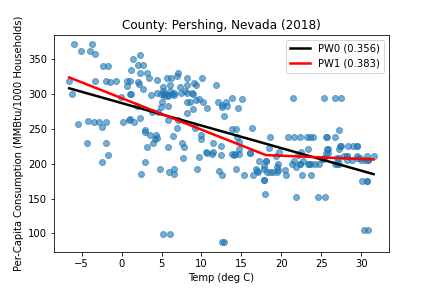 County: Pershing, Nevada (2018)
PW0 (0.356)
PW1 (0.383)
Per-Capita Consumption (MMBtu/1000 Households)
350
300
250
200
150
100
−5 0 5 10 15 20 25 30
Temp (deg C)